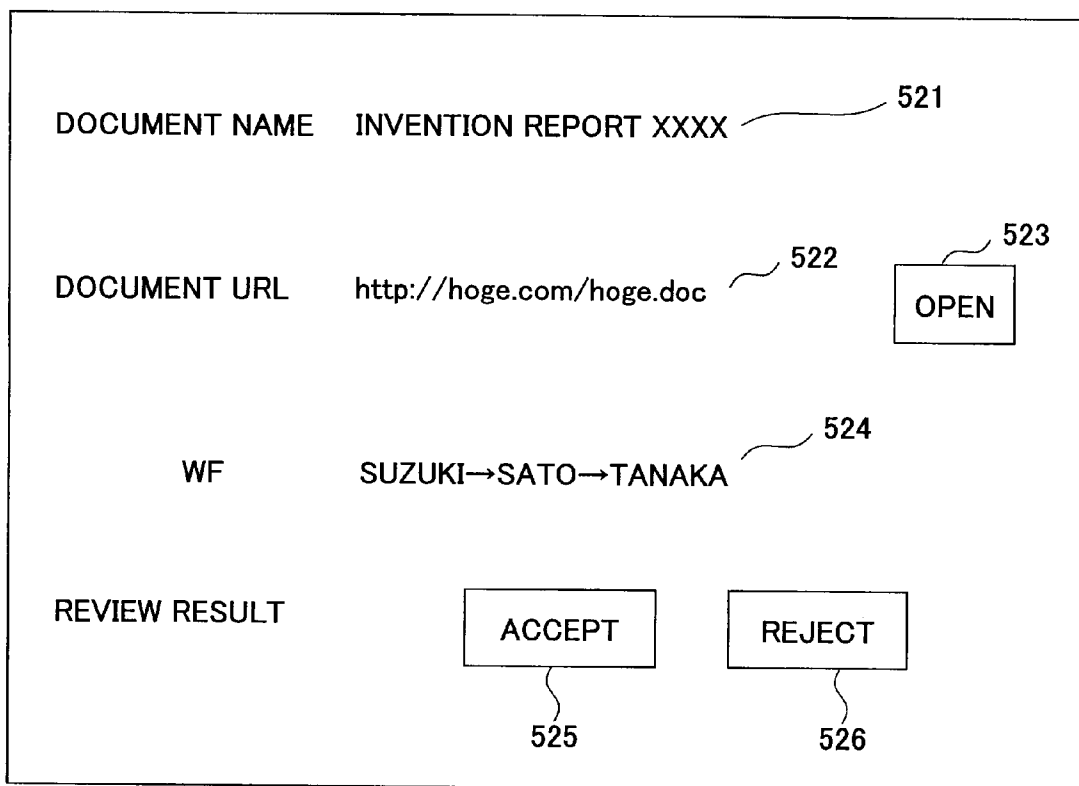 521
DOCUMENT NAME INVENTION REPORT XXXX
523
522
DOCUMENT URL http://hoge.com/hoge.doc
OPEN
524
WF SUZUKI→SATO→TANAKA
REVIEW RESULT
ACCEPT REJECT
525 526